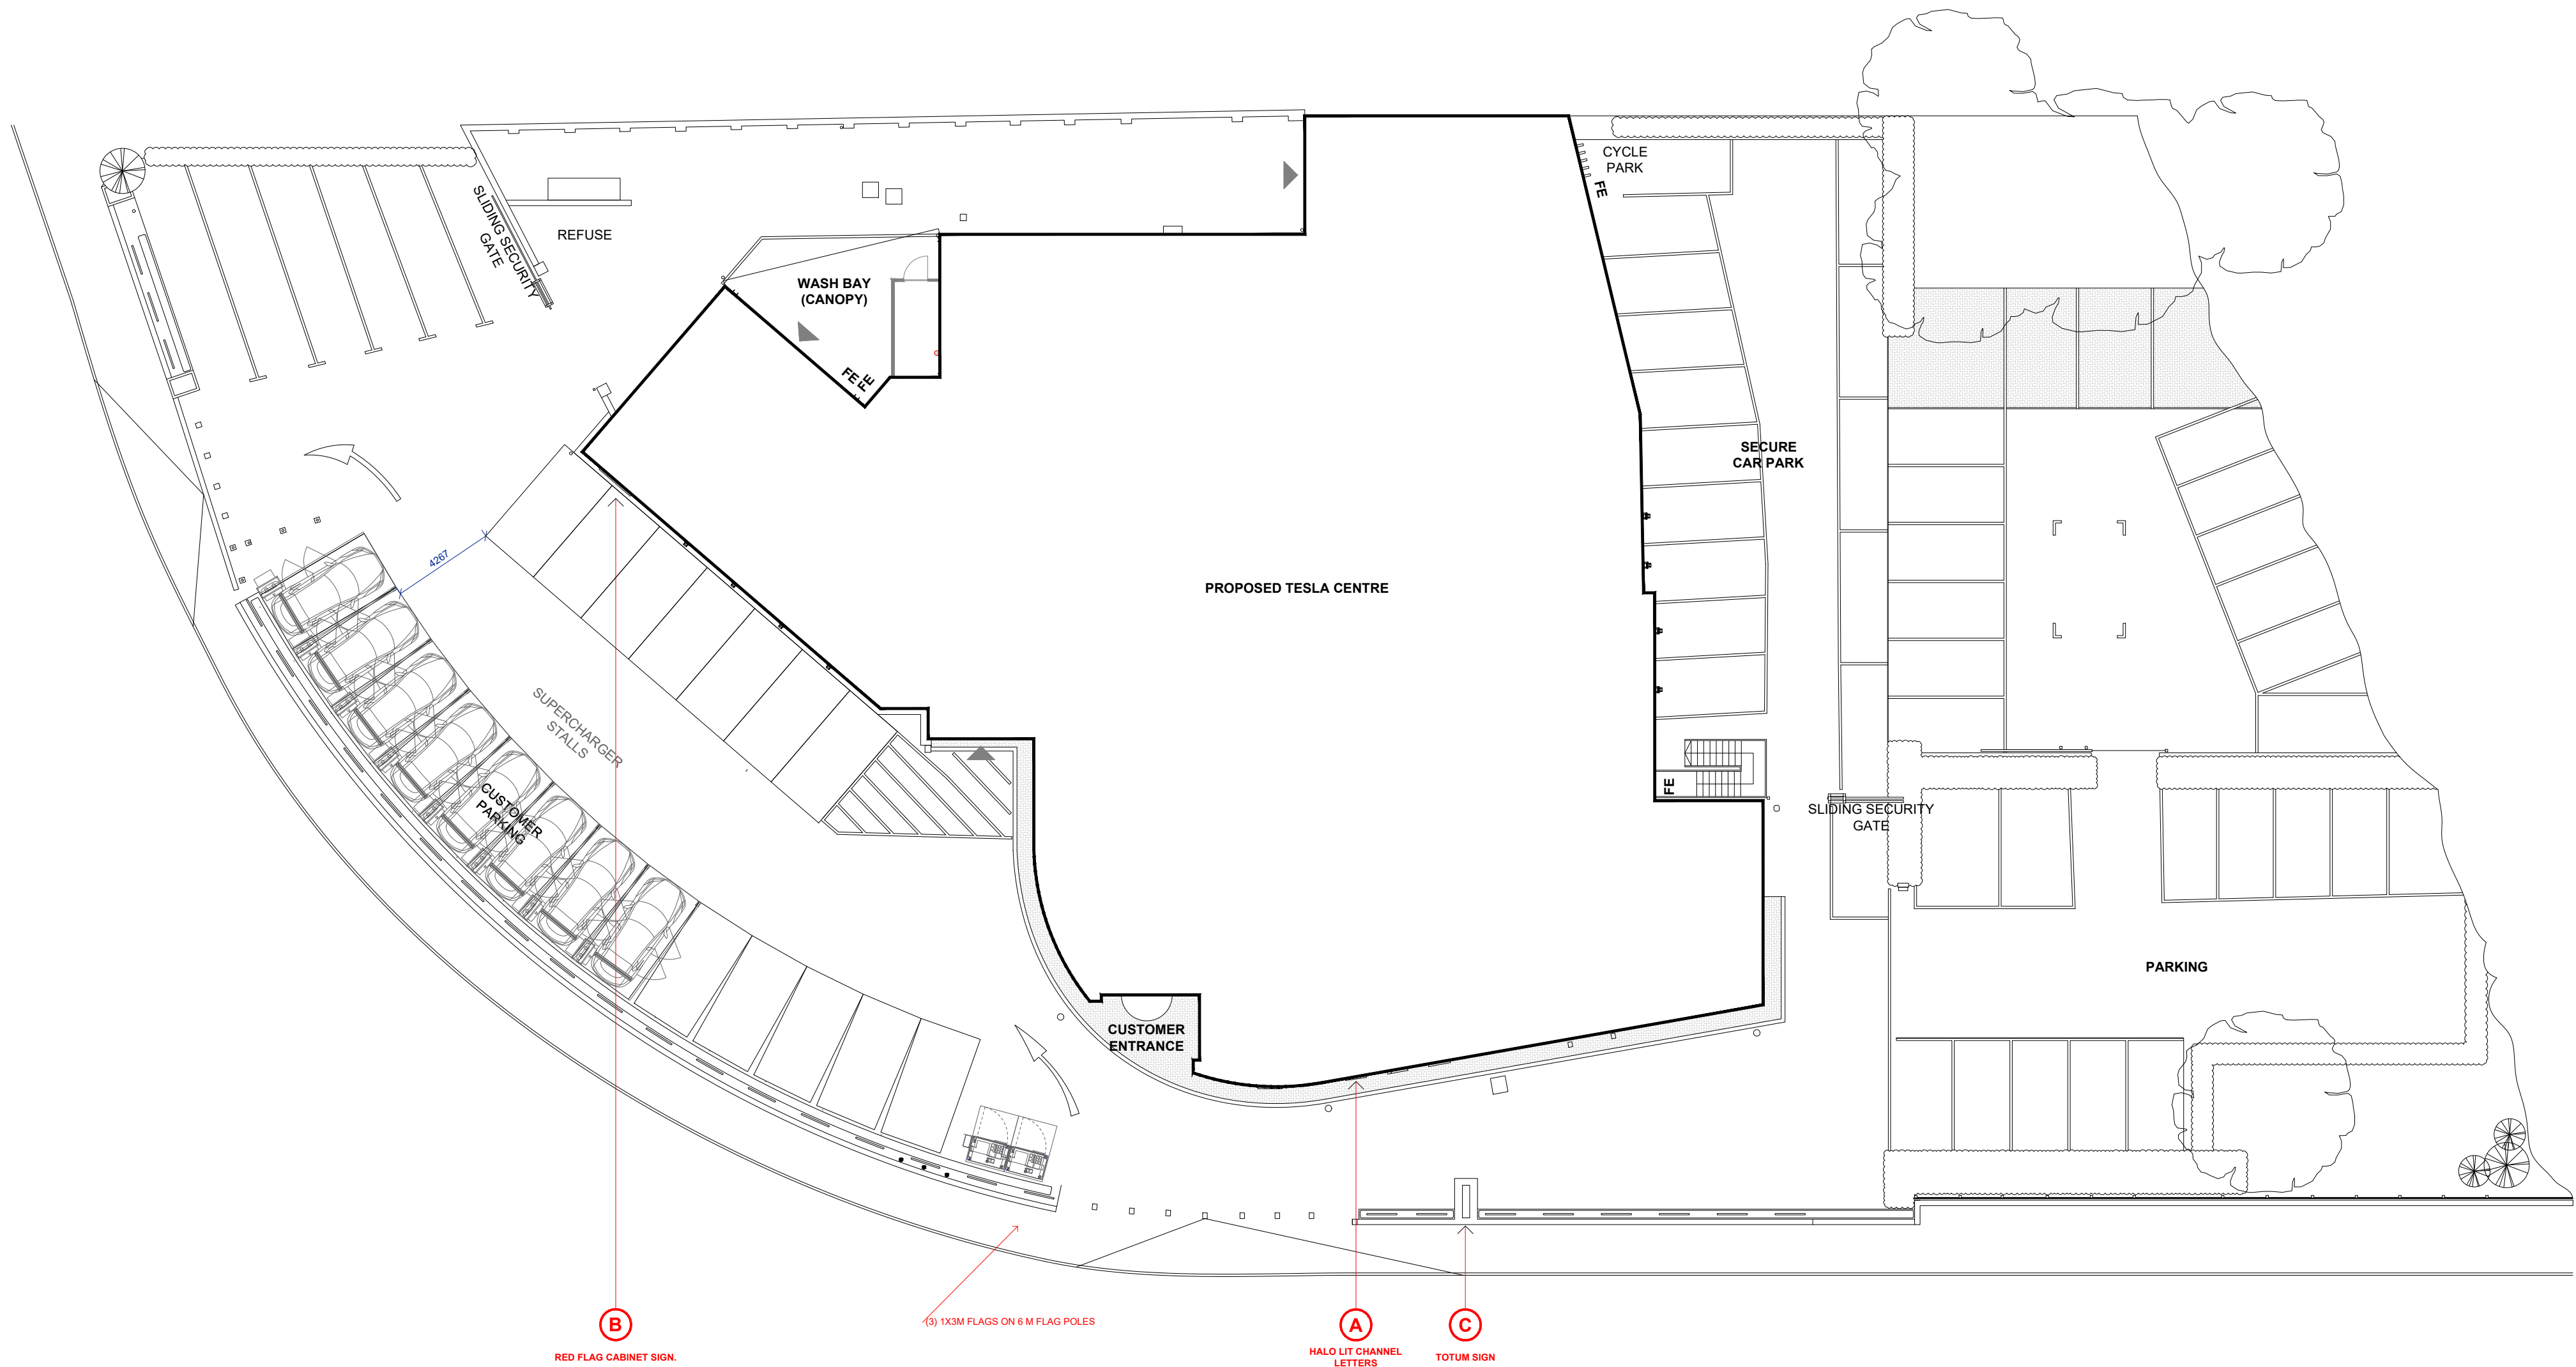 CYCLE
PARK
FE
SLIDING SECURITY
GATE
REFUSE
WASH BAY
(CANOPY)
FE
FE
SECURE
CAR PARK
4267
PROPOSED TESLA CENTRE
SUPERCHARGER
STALLS
CUSTOMER
PARKING
FE
SLIDING SECURITY
GATE
PARKING
CUSTOMER
ENTRANCE
B
RED FLAG CABINET SIGN.
(3) 1X3M FLAGS ON 6 M FLAG POLES
A
HALO LIT CHANNEL
LETTERS
C
TOTUM SIGN